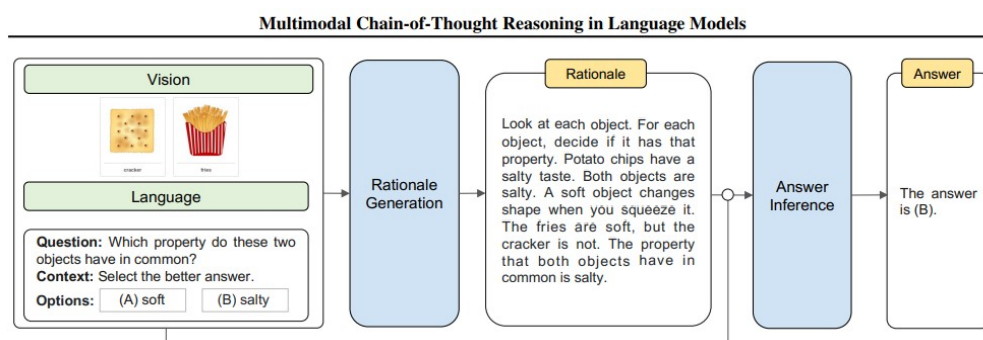 Multimodal Chain-of-Thought Reasoning in Language Models
Vision
cracker
fries
Language
Question: Which property do these two
objects have in common?
Context: Select the better answer.
Options:
(A) soft
(B) salty
Rationale
Generation
Rationale
Look at each object. For each
object, decide if it has that
property. Potato chips have a
salty taste. Both objects are
salty. A soft object changes
shape when you squeeze it.
The fries are soft, but the
cracker is not. The property
that both objects have in
common is salty.
Answer
Inference
Answer
The answer
is (B).